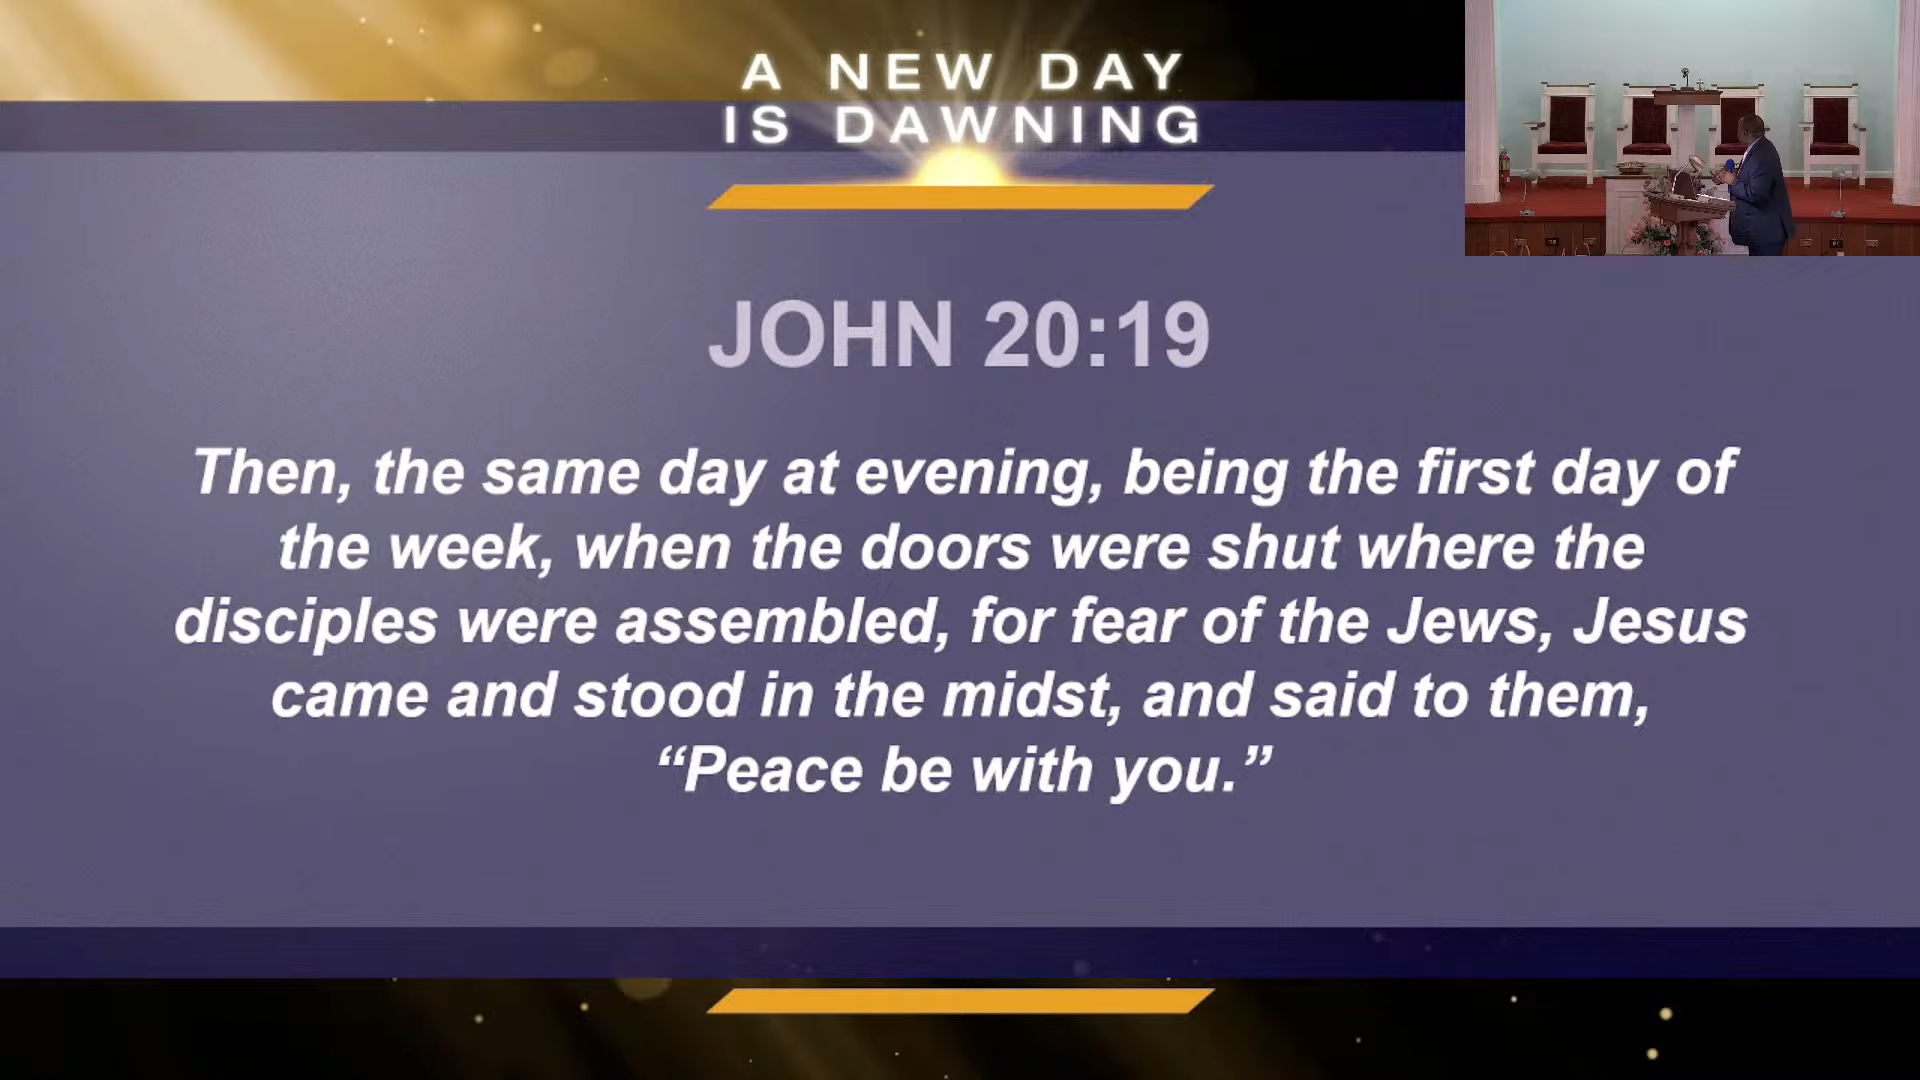 A NEW DAY
IS DAWNING
JOHN 20:19
Then, the same day at evening, being the first day of
the week, when the doors were shut where the
disciples were assembled, for fear of the Jews, Jesus
came and stood in the midst, and said to them,
“Peace be with you.”